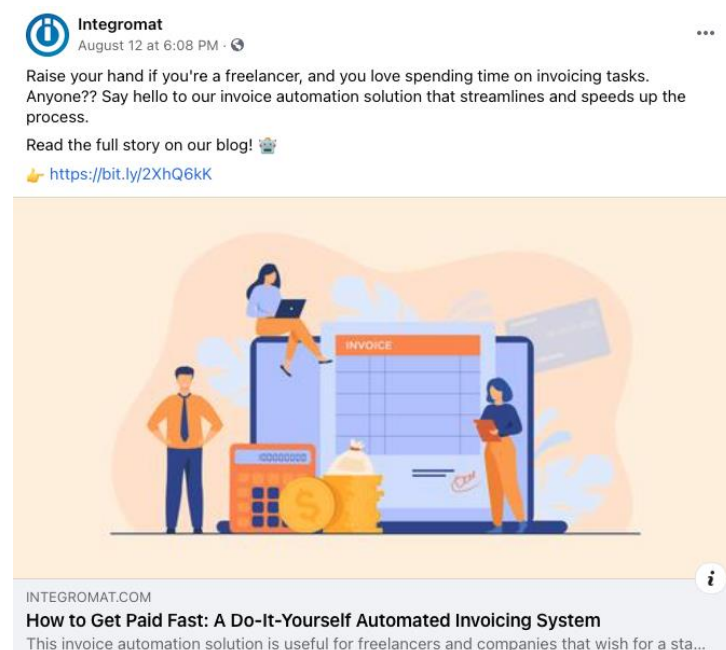 Integromat
August 12 at 6:08 PM ·
Raise your hand if you're a freelancer, and you love spending time on invoicing tasks.
Anyone?? Say hello to our invoice automation solution that streamlines and speeds up the
process.
Read the full story on our blog! 🤖
👉 https://bit.ly/2XhQ6kK
INVOICE
00000000
$
i
INTEGROMAT.COM
How to Get Paid Fast: A Do-It-Yourself Automated Invoicing System
This invoice automation solution is useful for freelancers and companies that wish for a sta...